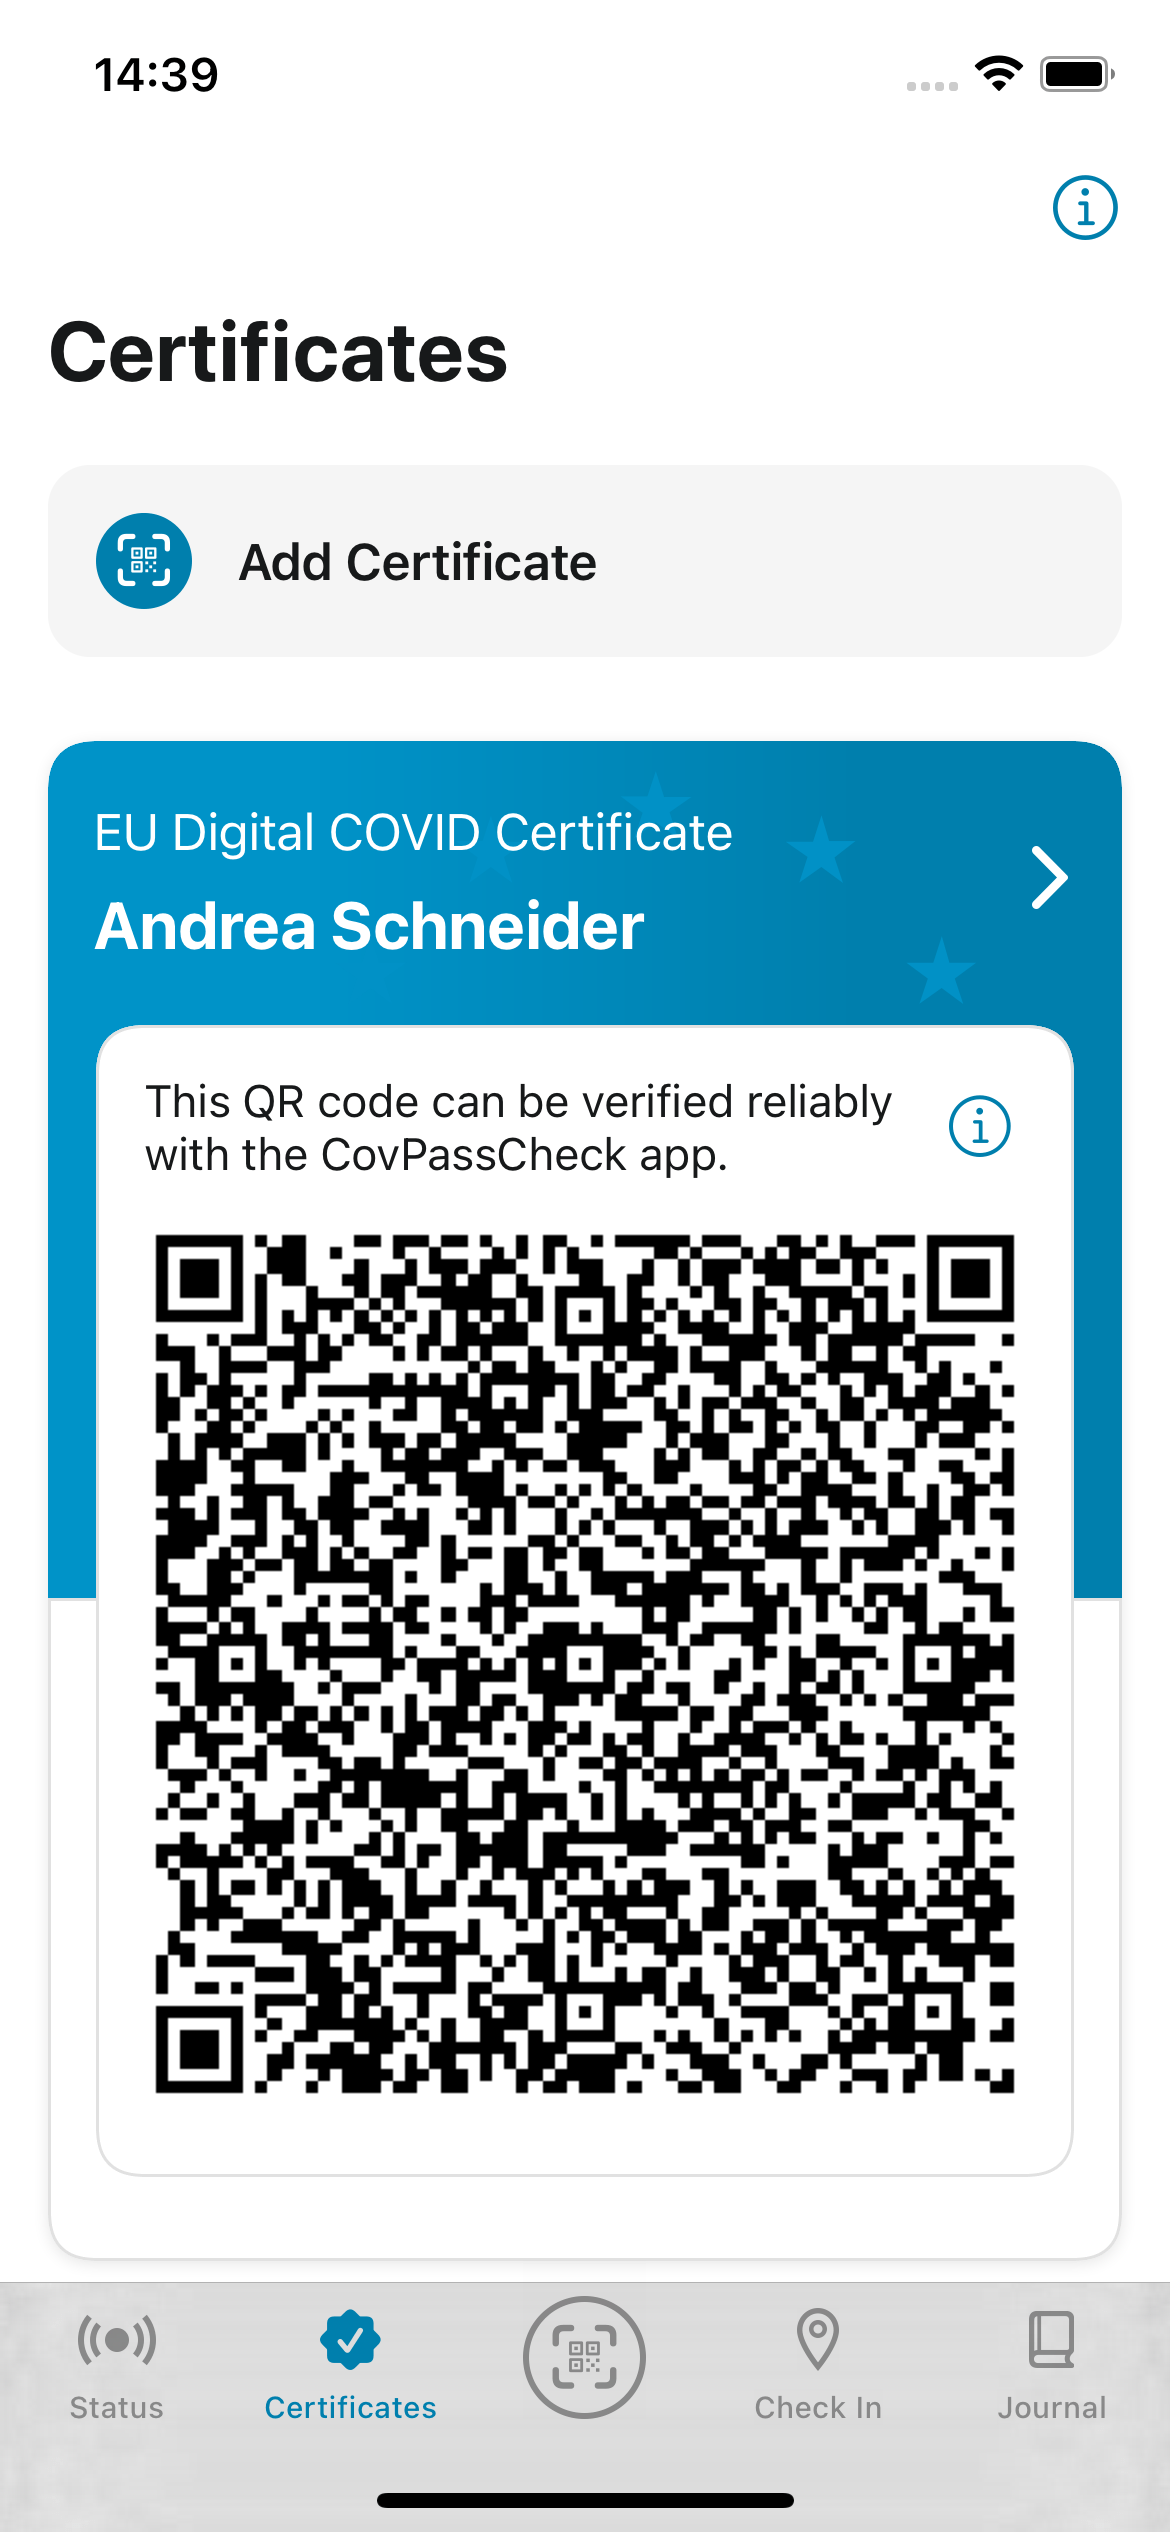 14:39
Certificates
Add Certificate
EU Digital COVID Certificate
Andrea Schneider
This QR code can be verified reliably
with the CovPassCheck app.
Status
Certificates
Check In
Journal